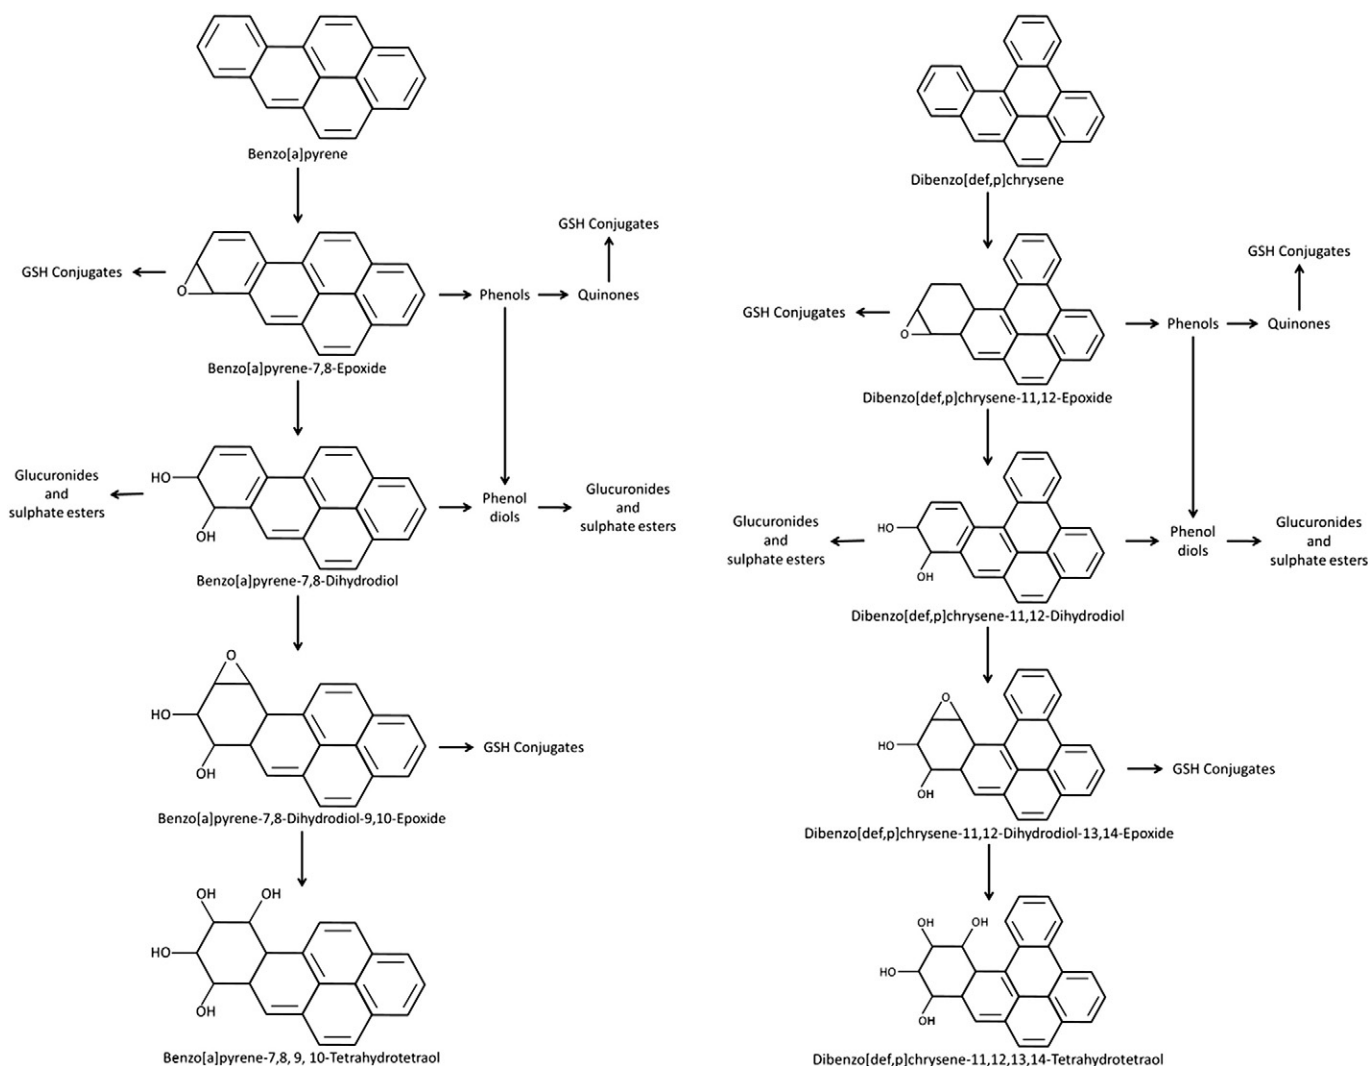 Benzo[a]pyrene
GSH Conjugates
GSH Conjugates
O
Phenols
Quinones
Benzo[a]pyrene-7,8-Epoxide
HO
OH
Glucuronides
and
sulphate esters
Phenol
diols
Glucuronides
and
sulphate esters
Benzo[a]pyrene-7,8-Dihydrodiol
O
HO
OH
GSH Conjugates
Benzo[a]pyrene-7,8-Dihydrodiol-9,10-Epoxide
OH
OH
HO
OH
Benzo[a]pyrene-7,8, 9, 10-Tetrahydrotetraol
Dibenzo[def,p]chrysene
GSH Conjugates
GSH Conjugates
O
Phenols
Quinones
Dibenzo[def,p]chrysene-11,12-Epoxide
HO
OH
Glucuronides
and
sulphate esters
Phenol
diols
Glucuronides
and
sulphate esters
Dibenzo[def,p]chrysene-11,12-Dihydrodiol
O
HO
OH
GSH Conjugates
Dibenzo[def,p]chrysene-11,12-Dihydrodiol-13,14-Epoxide
OH
OH
HO
OH
Dibenzo[def,p]chrysene-11,12,13,14-Tetrahydrotetraol